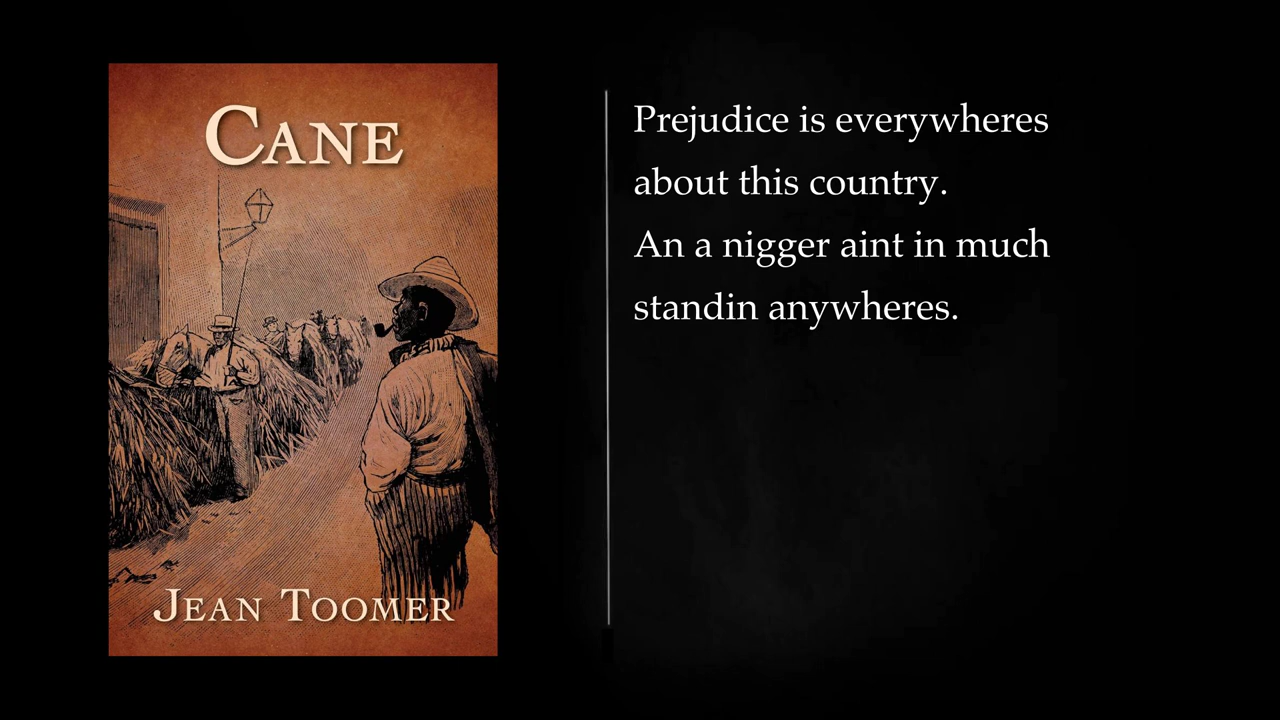 CANE
JEAN TOOMER
Prejudice is everywheres
about this country.
An a nigger aint in much
standin anywheres.